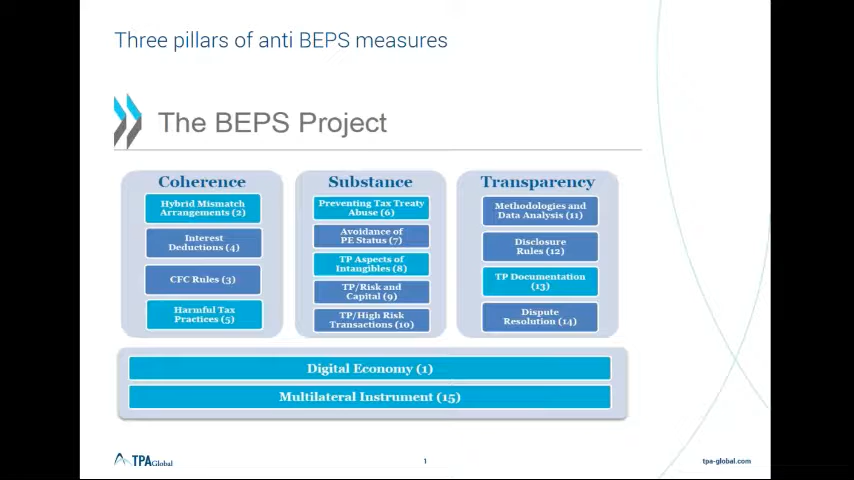 Three pillars of anti BEPS measures
The BEPS Project
Coherence
Hybrid Mismatch
Arrangements (2)
Interest
Deductions (4)
CFC Rules (3)
Harmful Tax
Practices (5)
Substance
Preventing Tax Treaty
Abuse (6)
Avoidance of
PE Status (7)
TP Aspects of
Intangibles (8)
TP/Risk and
Capital (9)
TP/High Risk
Transactions (10)
Transparency
Methodologies and
Data Analysis (11)
Disclosure
Rules (12)
TP Documentation
(13)
Dispute
Resolution (14)
Digital Economy (1)
Multilateral Instrument (15)
TPAGlobal
1
tpa-global.com